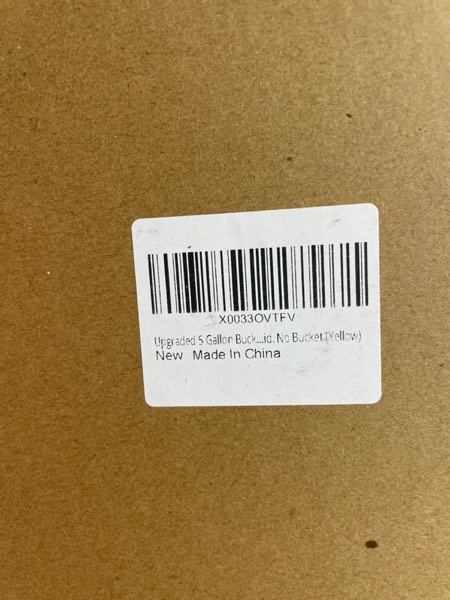 X0033OVTFV
Upgraded 5 Gallon Buck...id, No Bucket (Yellow)
New Made In China